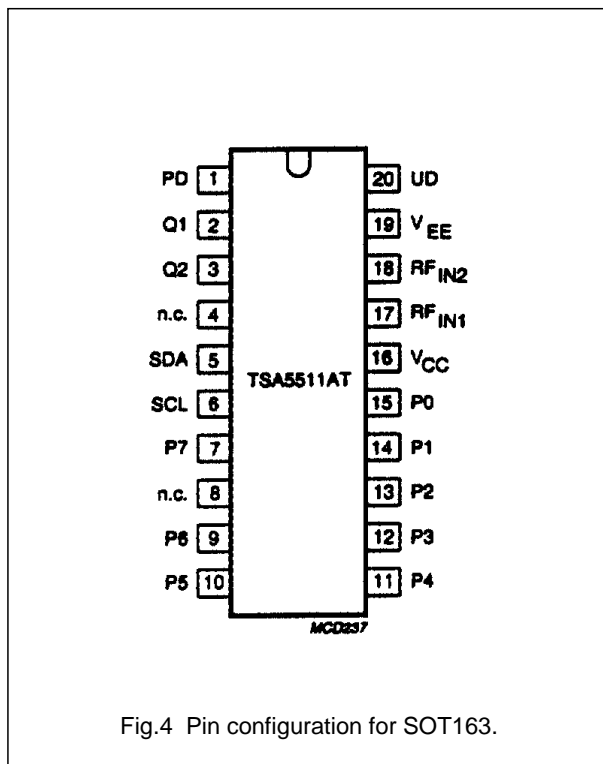 PD 1 20 UD
Q1 2 19 VEE
Q2 3 18 RFIN2
n.c. 4 17 RFIN1
SDA 5 16 VCC
TSA5511AT
SCL 6 15 P0
P7 7 14 P1
n.c. 8 13 P2
P6 9 12 P3
P5 10 11 P4
MCD237
Fig.4 Pin configuration for SOT163.